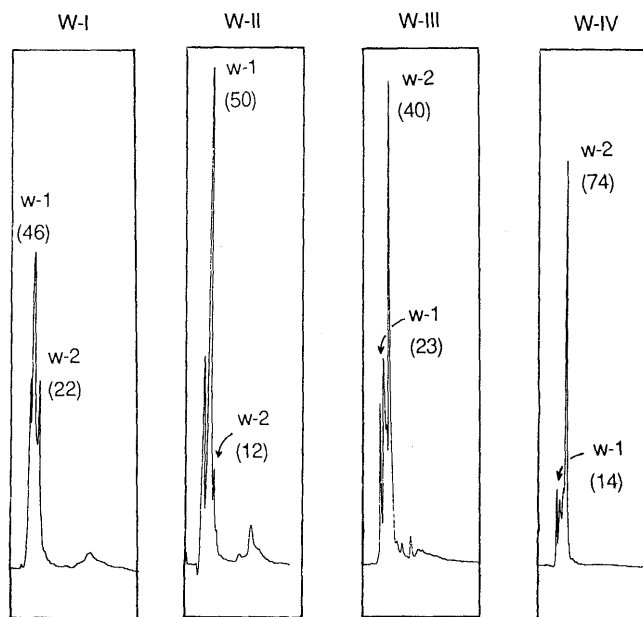 W-I
W-II
W-III
W-IV
w-1
(46)
w-2
(22)
w-1
(50)
w-2
(12)
w-2
(40)
w-1
(23)
w-2
(74)
w-1
(14)